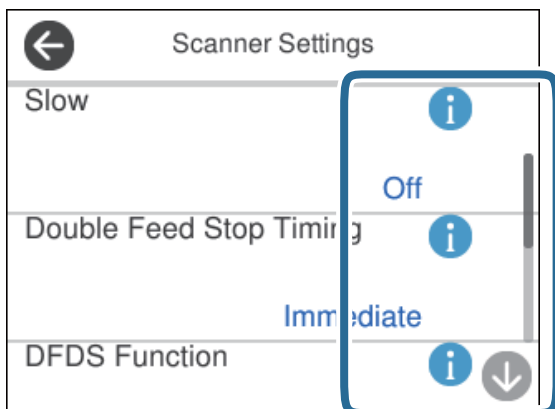 Scanner Settings
Slow
i
Off
Double Feed Stop Timing
i
Immediate
DFDS Function
i